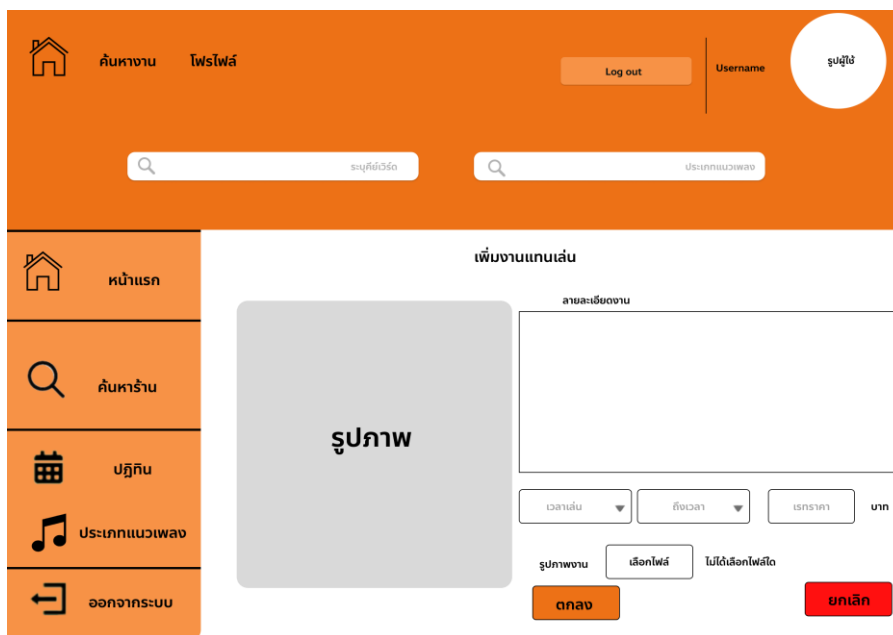 ค้นหางาน โฟรไฟล์ Log out Username รูปผู้ใช้
ระบุคีย์เวิร์ด ประเภทแนวเพลง
หน้าแรก
ค้นหาร้าน
ปฏิทิน
ประเภทแนวเพลง
ออกจากระบบ
เพิ่มงานแทนเล่น
ลายละเอียดงาน
รูปภาพ
เวลาเล่น ถึงเวลา เรทราคา บาท
รูปภาพงาน เลือกไฟล์ ไม่ได้เลือกไฟล์ใด
ตกลง ยกเลิก